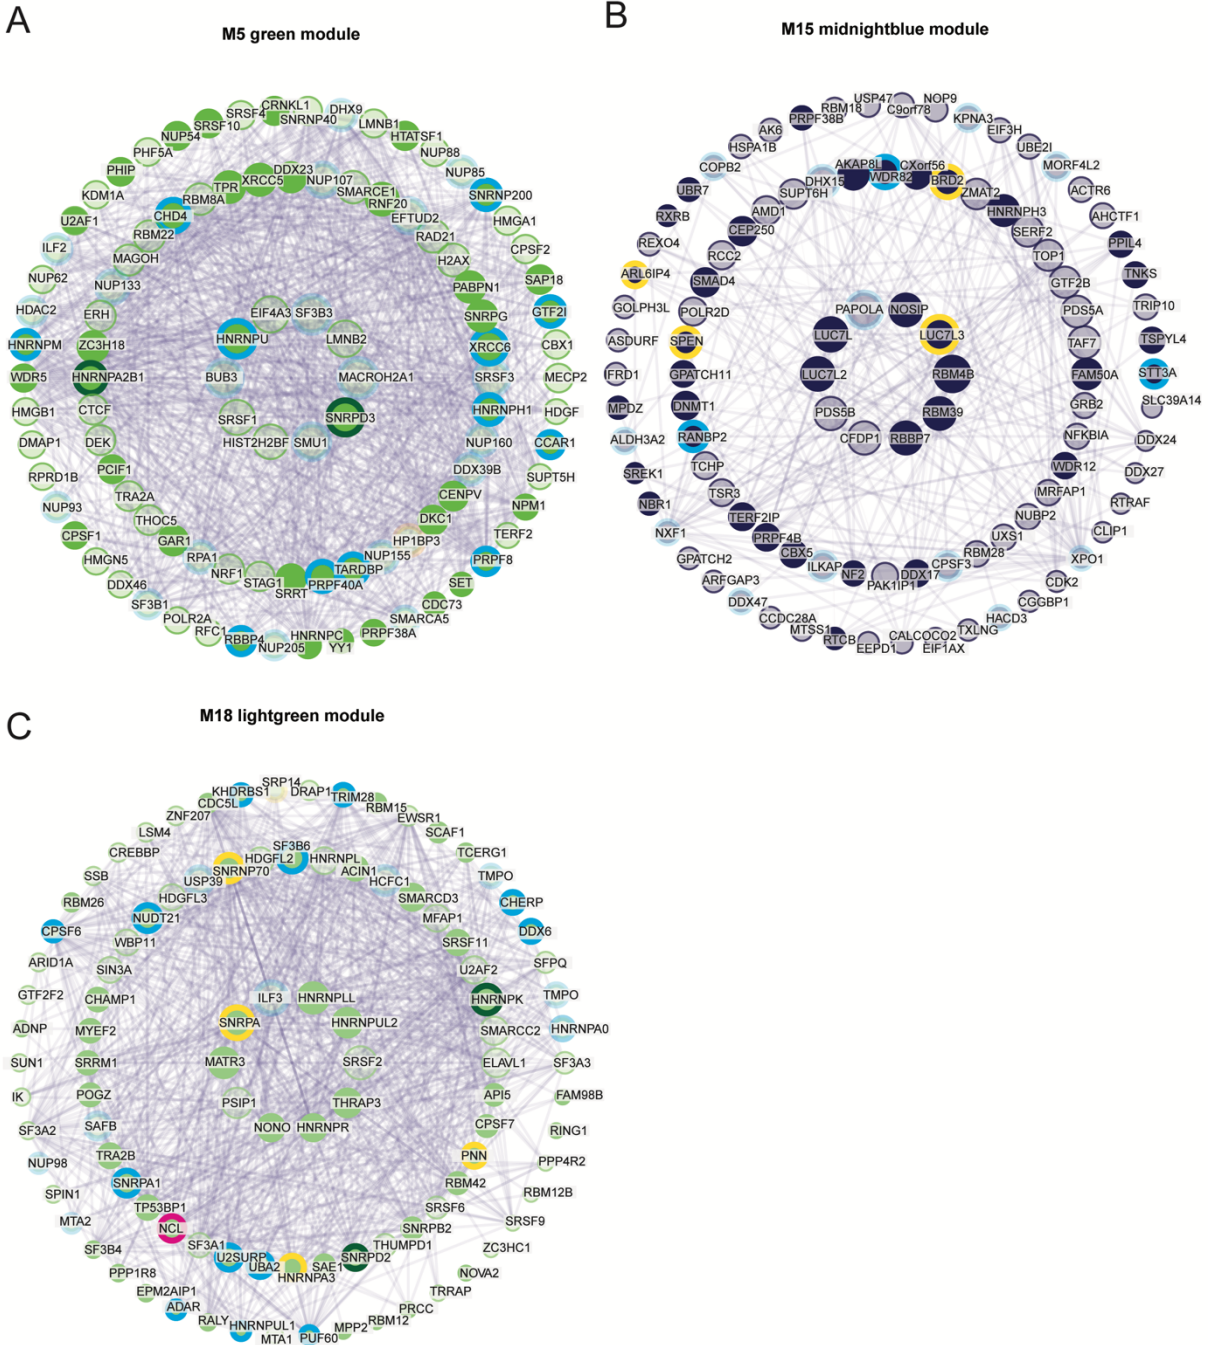 A
M5 green module
CRNKL1
SRSF4
SNRNP40
DHX9
SRSF10
LMNB1
HTATSF1
NUP54
NUP88
PHF5A
NUP85
PHIP
SNRNP200
KDM1A
HMGA1
U2AF1
CPSF2
ILF2
SAP18
NUP62
GTF2I
HDAC2
CBX1
HNRNPM
MECP2
WDR5
HDGF
HMGB1
CCAR1
DMAP1
SUPT5H
RPRD1B
NPM1
NUP93
TERF2
CPSF1
PRPF8
HMGN5
SET
DDX46
CDC73
SF3B1
SMARCA5
POLR2A
PRPF38A
RFC1
YY1
RBBP4
HNRNPC
NUP205
DDX23
XRCC5
NUP107
TPR
SMARCE1
RBM8A
RNF20
CHD4
EFTUD2
RBM22
RAD21
MAGOH
H2AX
NUP133
PABPN1
ERH
SNRPG
ZC3H18
XRCC6
HNRNPA2B1
SRSF3
CTCF
HNRNPH1
DEK
NUP160
PCIF1
DDX39B
TRA2A
CENPV
THOC5
DKC1
GAR1
HP1BP3
RPA1
NUP155
NRF1
TARDBP
STAG1
PRPF40A
SRRT
EIF4A3
SF3B3
HNRNPU
LMNB2
BUB3
MACROH2A1
SRSF1
SNRPD3
HIST2H2BF
SMU1
B
M15 midnightblue module
USP47
NOP9
RBM18
C9orf78
PRPF38B
KPNA3
AK6
EIF3H
HSPA1B
UBE2I
COPB2
MORF4L2
UBR7
ACTR6
RXRB
AHCTF1
REXO4
PPIL4
ARL6IP4
TNKS
GOLPH3L
TRIP10
ASDURF
TSPYL4
IFRD1
STT3A
MPDZ
SLC39A14
ALDH3A2
DDX24
SREK1
DDX27
NBR1
RTRAF
NXF1
CLIP1
GPATCH2
XPO1
ARFGAP3
CDK2
DDX47
CGGBP1
CCDC28A
HACD3
MTSS1
TXLNG
RTCB
CALCOCO2
EEPD1
EIF1AX
AKAP8L
CXorf56
WDR82
DHX15
BRD2
SUPT6H
ZMAT2
AMD1
HNRNPH3
CEP250
SERF2
RCC2
TOP1
SMAD4
GTF2B
POLR2D
PDS5A
SPEN
TAF7
GPATCH11
FAM50A
DNMT1
GRB2
RANBP2
NFKBIA
TCHP
WDR12
TSR3
MRFAP1
TERF2IP
NUBP2
PRPF4B
UXS1
CBX5
RBM28
ILKAP
CPSF3
NF2
DDX17
PAK1IP1
PAPOLA
NOSIP
LUC7L
LUC7L3
LUC7L2
RBM4B
PDS5B
RBM39
CFDP1
RBBP7
C
M18 lightgreen module
SRP14
KHDRBS1
DRAP1
TRIM28
CDC5L
RBM15
ZNF207
EWSR1
LSM4
SCAF1
CREBBP
TCERG1
SSB
TMPO
RBM26
CHERP
CPSF6
DDX6
ARID1A
SFPQ
GTF2F2
TMPO
ADNP
HNRNPA0
SUN1
SF3A3
IK
FAM98B
SF3A2
RING1
NUP98
PPP4R2
SPIN1
RBM12B
MTA2
SRSF9
SF3B4
ZC3HC1
PPP1R8
NOVA2
EPM2AIP1
TRRAP
ADAR
PRCC
RALY
RBM12
HNRNPUL1
MPP2
MTA1
PUF60
SF3B6
HDGFL2
HNRNPL
SNRNP70
ACIN1
USP39
HCFC1
HDGFL3
SMARCD3
NUDT21
MFAP1
WBP11
SRSF11
SIN3A
U2AF2
CHAMP1
HNRNPK
MYEF2
SMARCC2
SRRM1
ELAVL1
POGZ
API5
SAFB
CPSF7
TRA2B
PNN
SNRPA1
RBM42
TP53BP1
SRSF6
NCL
SNRPB2
SF3A1
THUMPD1
U2SURP
SNRPD2
UBA2
SAE1
HNRNPA3
ILF3
HNRNPLL
SNRPA
HNRNPUL2
MATR3
SRSF2
PSIP1
THRAP3
NONO
HNRNPR